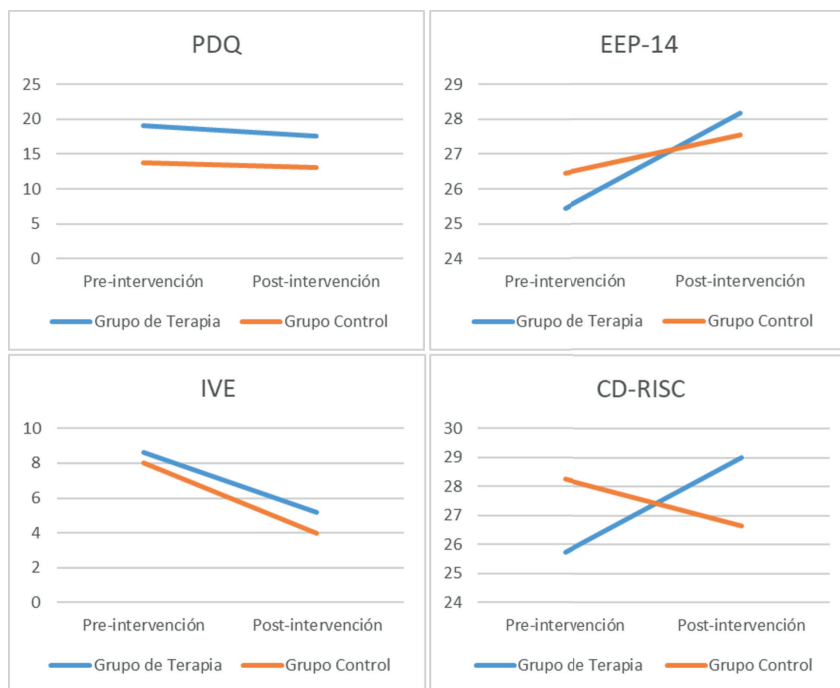 PDQ
25
20
15
10
5
0
Pre-intervención Post-intervención
Grupo de Terapia Grupo Control
EEP-14
29
28
27
26
25
24
Pre-intervención Post-intervención
Grupo de Terapia Grupo Control
IVE
10
8
6
4
2
0
Pre-intervención Post-intervención
Grupo de Terapia Grupo Control
CD-RISC
30
29
28
27
26
25
24
Pre-intervención Post-intervención
Grupo de Terapia Grupo Control